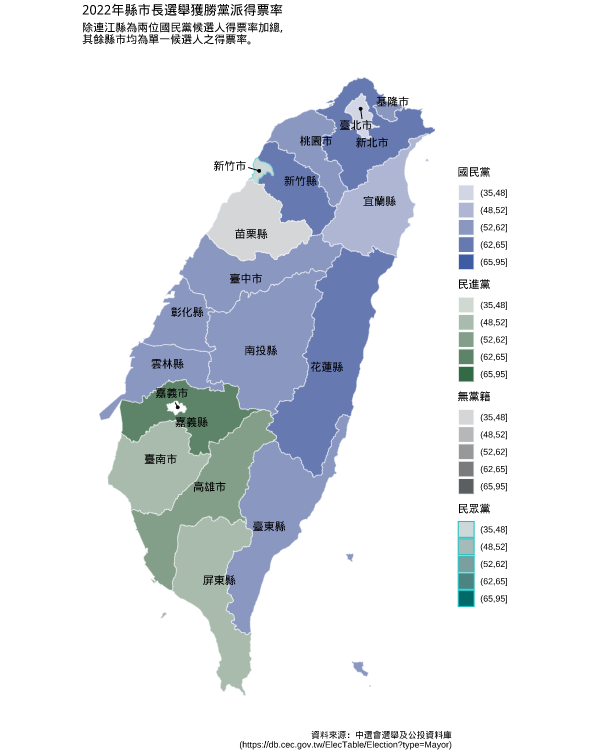 2022年縣市長選舉獲勝黨派得票率
除連江縣為兩位國民黨候選人得票率加總,
其餘縣市均為單一候選人之得票率。
基隆市
臺北市
新北市
桃園市
新竹市
新竹縣
宜蘭縣
苗栗縣
臺中市
彰化縣
南投縣
雲林縣
花蓮縣
嘉義市
嘉義縣
臺南市
高雄市
臺東縣
屏東縣
國民黨
(35,48]
(48,52]
(52,62]
(62,65]
(65,95]
民進黨
(35,48]
(48,52]
(52,62]
(62,65]
(65,95]
無黨籍
(35,48]
(48,52]
(52,62]
(62,65]
(65,95]
民眾黨
(35,48]
(48,52]
(52,62]
(62,65]
(65,95]
資料來源：中選會選舉及公投資料庫
(https://db.cec.gov.tw/ElecTable/Election?type=Mayor)